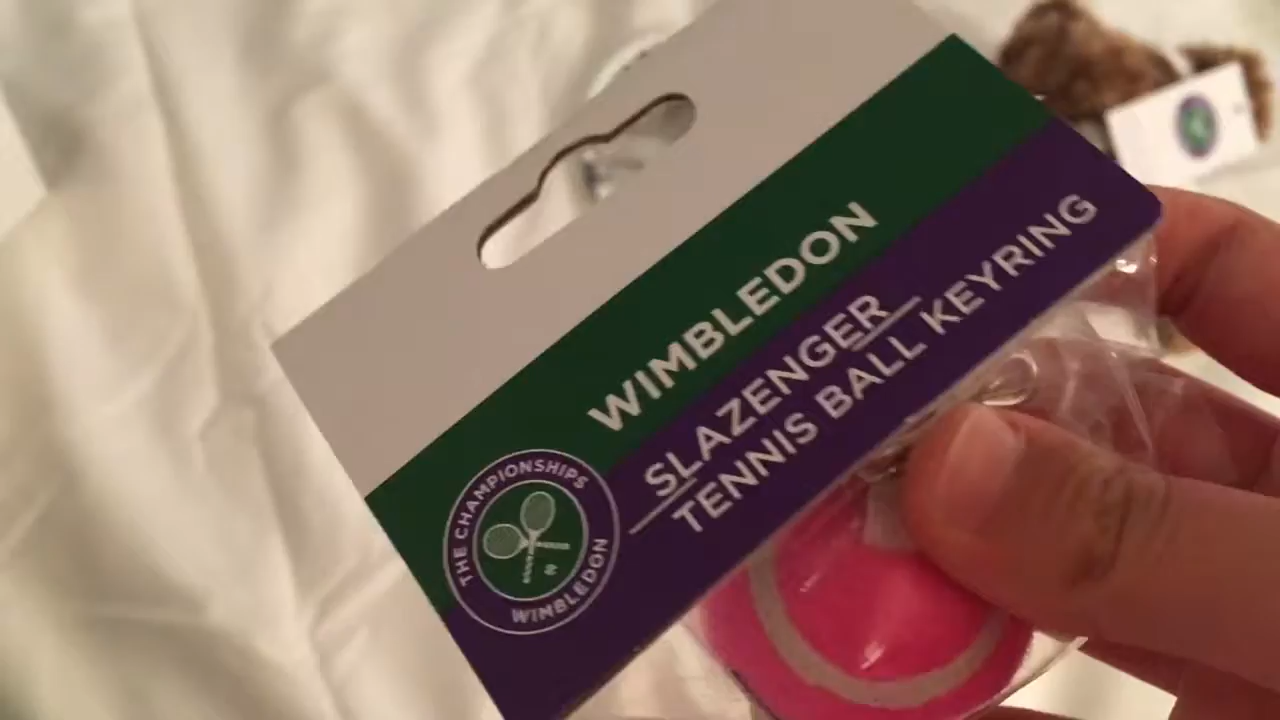 WIMBLEDON
SLAZENGER
TENNIS BALL KEYRING
THE CHAMPIONSHIPS
WIMBLEDON